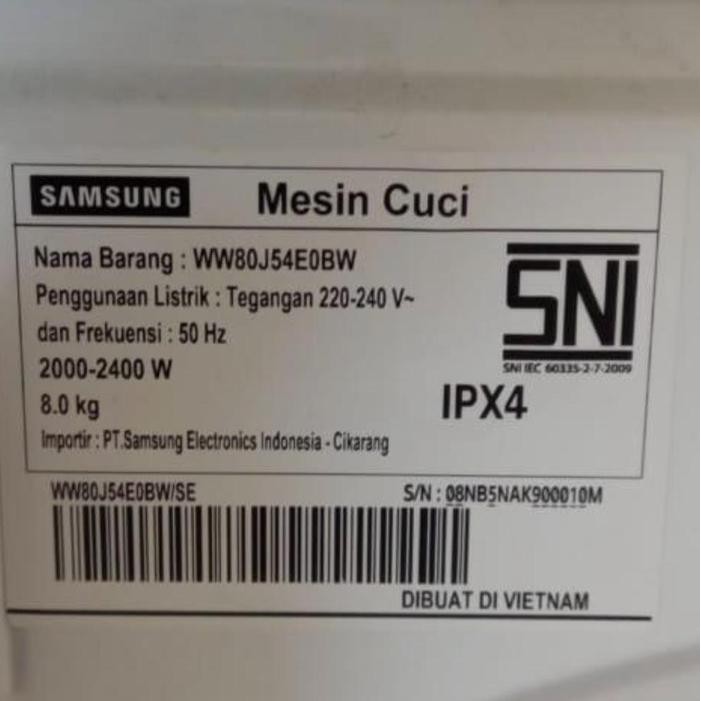 SAMSUNG Mesin Cuci
Nama Barang : WW80J54E0BW
Penggunaan Listrik : Tegangan 220-240 V~
dan Frekuensi : 50 Hz
2000-2400 W
8.0 kg
Importir : PT.Samsung Electronics Indonesia - Cikarang
SNI
SNI IEC 60335-2-7-2009
IPX4
WW80J54E0BW/SE
S/N : 08NB5NAK900010M
DIBUAT DI VIETNAM